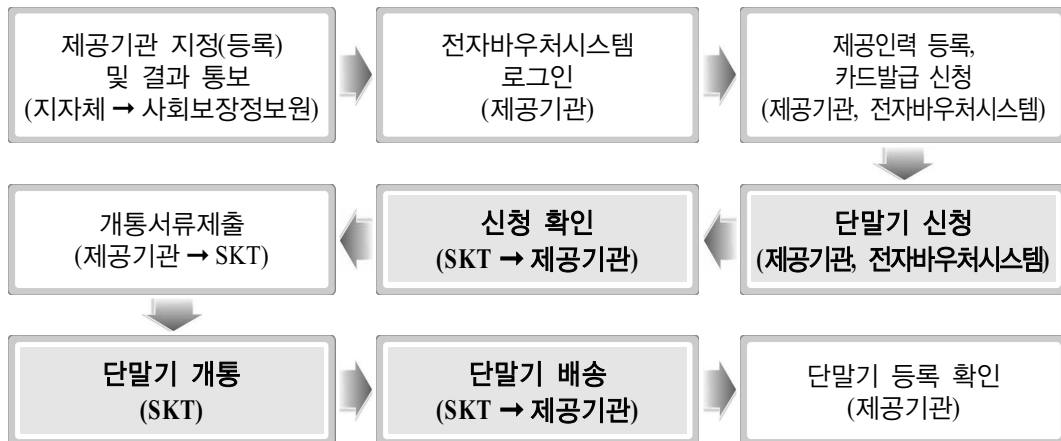 제공기관 지정(등록)
및 결과 통보
(지자체 → 사회보장정보원)
전자바우처시스템
로그인
(제공기관)
제공인력 등록,
카드발급 신청
(제공기관, 전자바우처시스템)
단말기 신청
(제공기관, 전자바우처시스템)
신청 확인
(SKT → 제공기관)
개통서류제출
(제공기관 → SKT)
단말기 개통
(SKT)
단말기 배송
(SKT → 제공기관)
단말기 등록 확인
(제공기관)